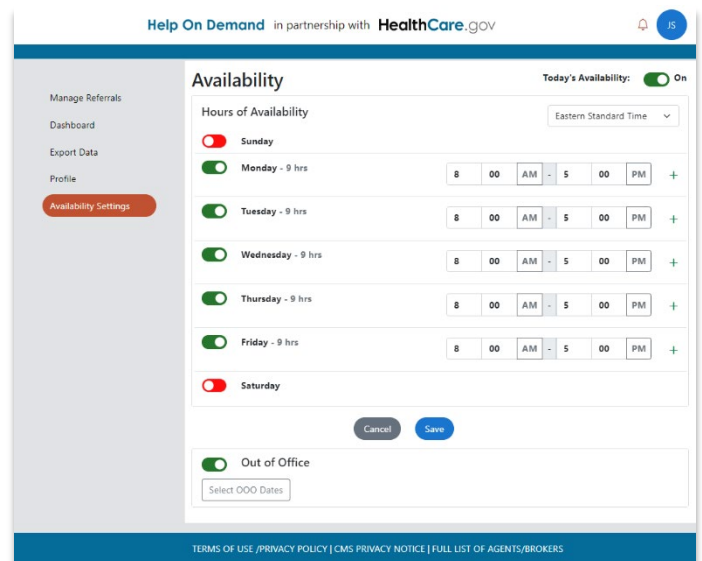 Help On Demand in partnership with HealthCare.gov
JS
Availability
Today's Availability: On
Manage Referrals
Dashboard
Export Data
Profile
Availability Settings
Hours of Availability
Eastern Standard Time
Sunday
Monday - 9 hrs
8 00 AM - 5 00 PM +
Tuesday - 9 hrs
8 00 AM - 5 00 PM +
Wednesday - 9 hrs
8 00 AM - 5 00 PM +
Thursday - 9 hrs
8 00 AM - 5 00 PM +
Friday - 9 hrs
8 00 AM - 5 00 PM +
Saturday
Cancel Save
Out of Office
Select OOO Dates
TERMS OF USE /PRIVACY POLICY | CMS PRIVACY NOTICE | FULL LIST OF AGENTS/BROKERS